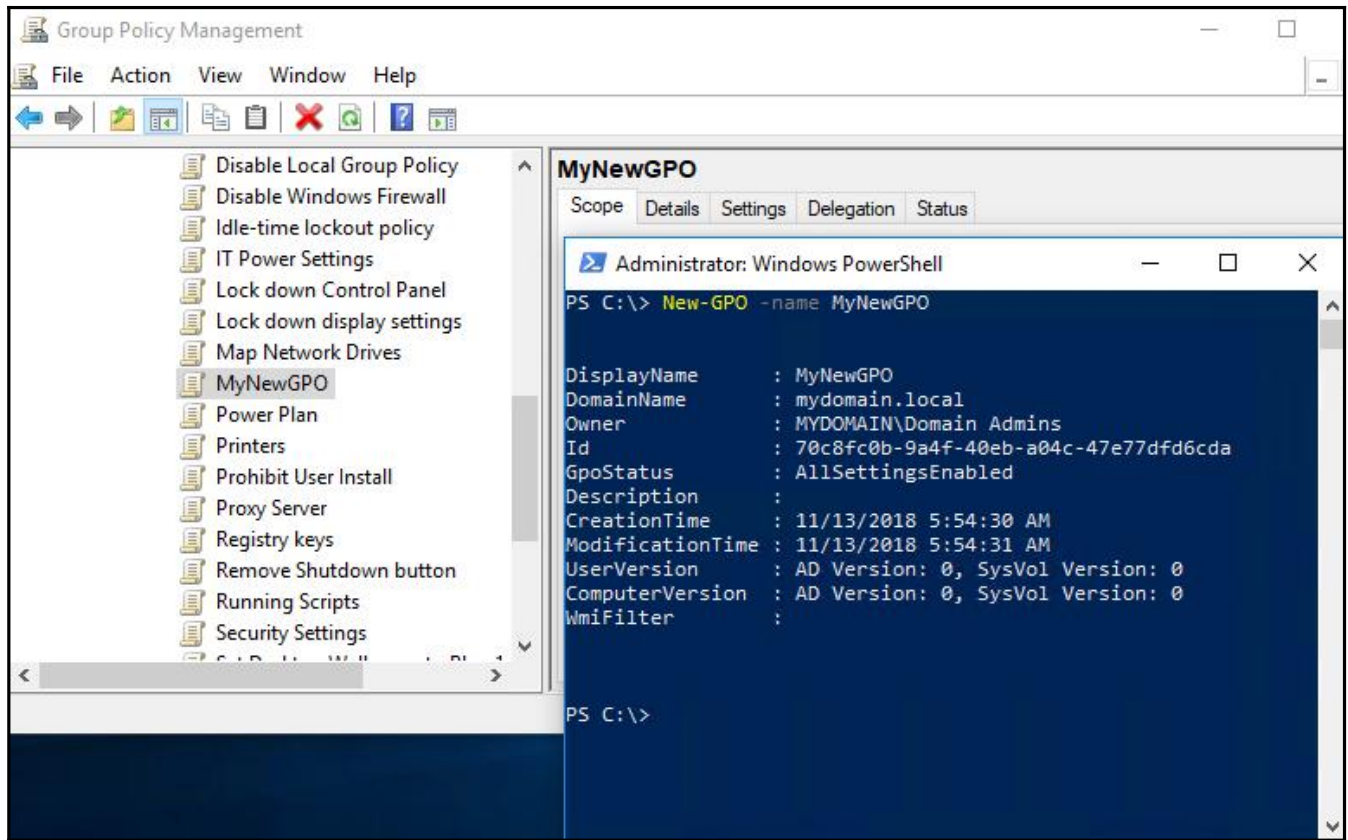 Group Policy Management
File Action View Window Help
Disable Local Group Policy
Disable Windows Firewall
Idle-time lockout policy
IT Power Settings
Lock down Control Panel
Lock down display settings
Map Network Drives
MyNewGPO
Power Plan
Printers
Prohibit User Install
Proxy Server
Registry keys
Remove Shutdown button
Running Scripts
Security Settings
MyNewGPO
Scope Details Settings Delegation Status
Administrator: Windows PowerShell
PS C:\> New-GPO -name MyNewGPO
DisplayName : MyNewGPO
DomainName : mydomain.local
Owner : MYDOMAIN\Domain Admins
Id : 70c8fc0b-9a4f-40eb-a04c-47e77dfd6cda
GpoStatus : AllSettingsEnabled
Description :
CreationTime : 11/13/2018 5:54:30 AM
ModificationTime : 11/13/2018 5:54:31 AM
UserVersion : AD Version: 0, SysVol Version: 0
ComputerVersion : AD Version: 0, SysVol Version: 0
WmiFilter :
PS C:\>